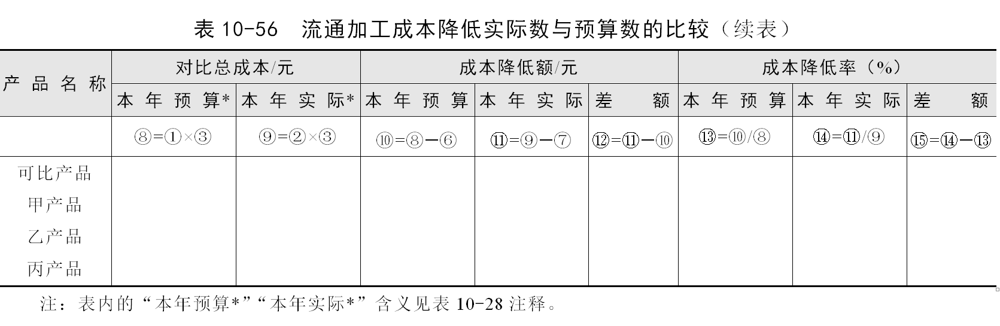 表 10-56 流通加工成本降低实际数与预算数的比较（续表）
产品名称 对比总成本/元 成本降低额/元 成本降低率（%）
本年预算* 本年实际* 本年预算 本年实际 差额 本年预算 本年实际 差额
⑧=①×③ ⑨=②×③ ⑩=⑧－⑥ ⑪=⑨－⑦ ⑫=⑪－⑩ ⑬=⑩/⑧ ⑭=⑪/⑨ ⑮=⑭－⑬
可比产品
甲产品
乙产品
丙产品
注：表内的“本年预算*”“本年实际*”含义见表 10-28 注释。